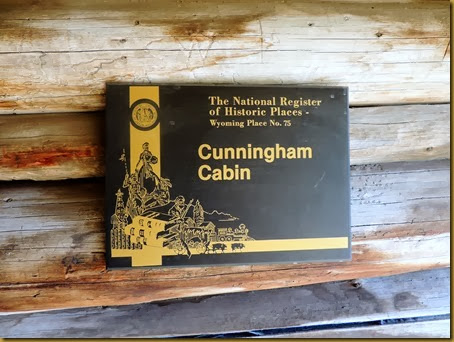 The National Register
of Historic Places -
Wyoming Place No. 75
Cunningham
Cabin